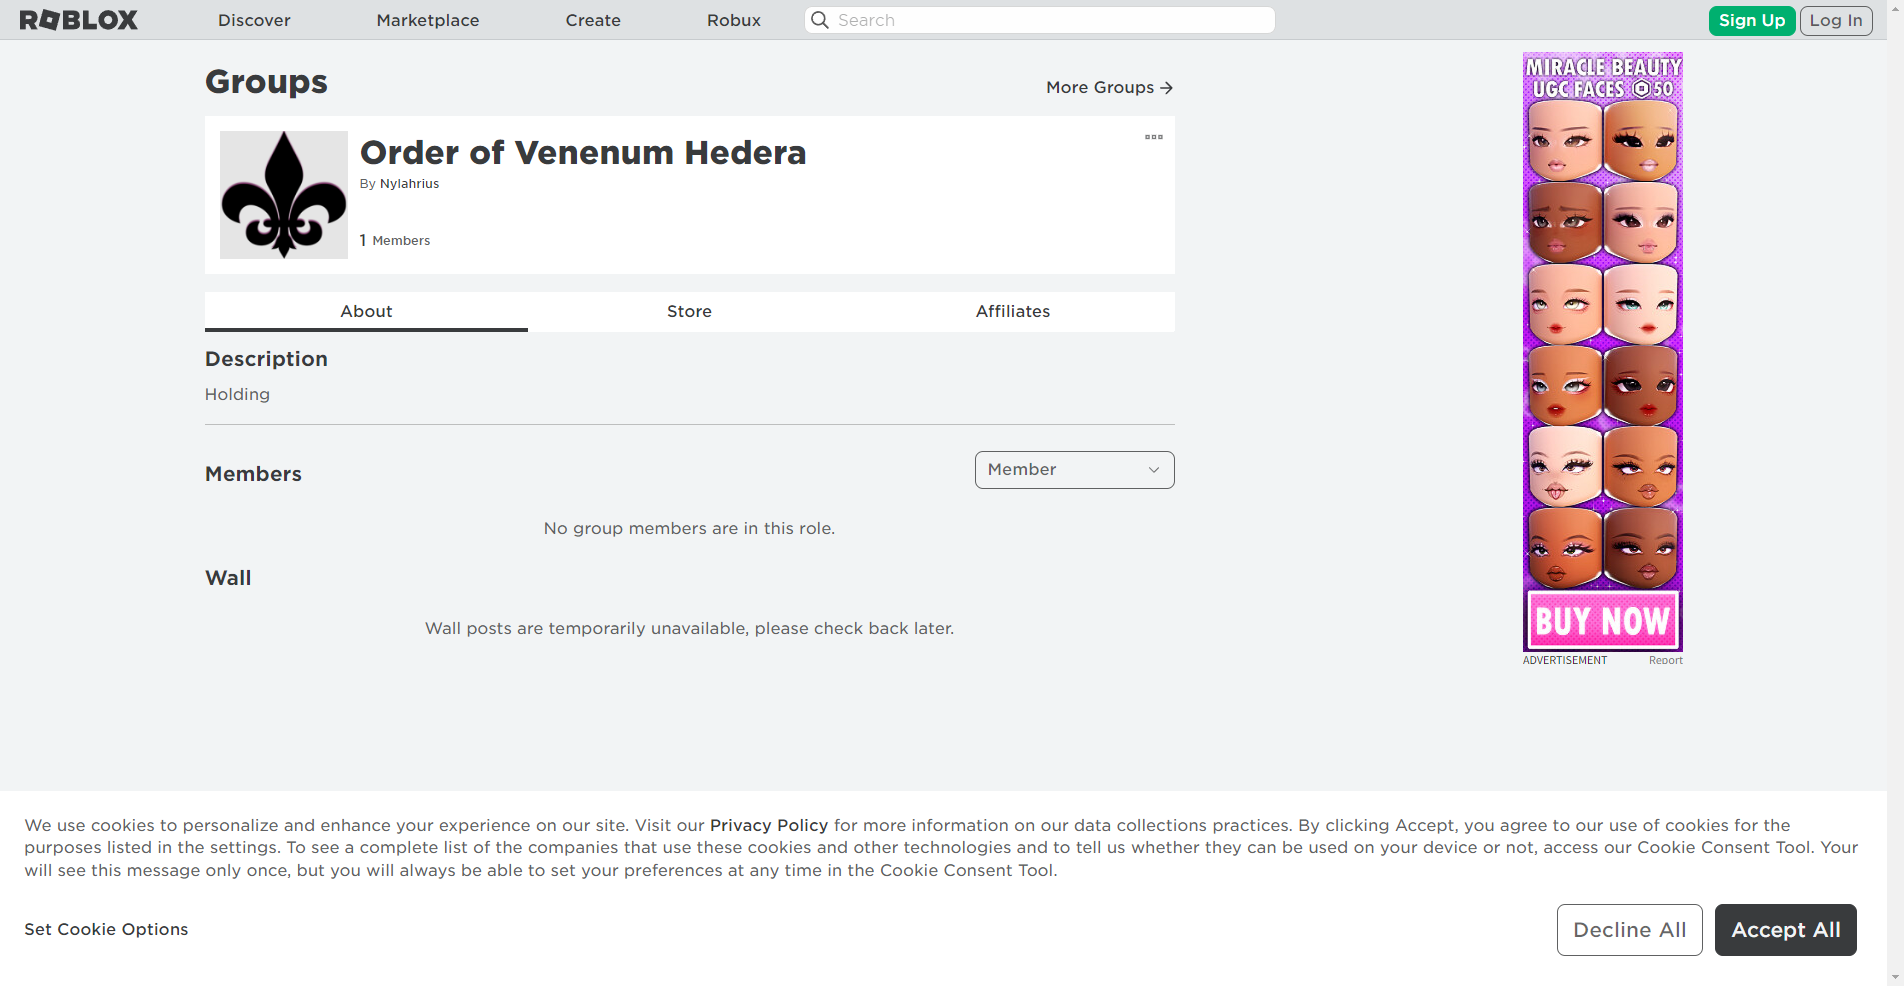 ROBLOX Discover Marketplace Create Robux Search Sign Up Log In
Groups
More Groups →
Order of Venenum Hedera
By Nylahrius
1 Members
About Store Affiliates
Description
Holding
Members
Member
No group members are in this role.
Wall
Wall posts are temporarily unavailable, please check back later.
MIRACLE BEAUTY
UGC FACES 50
BUY NOW
ADVERTISEMENT Report
We use cookies to personalize and enhance your experience on our site. Visit our Privacy Policy for more information on our data collections practices. By clicking Accept, you agree to our use of cookies for the
purposes listed in the settings. To see a complete list of the companies that use these cookies and other technologies and to tell us whether they can be used on your device or not, access our Cookie Consent Tool. Your
will see this message only once, but you will always be able to set your preferences at any time in the Cookie Consent Tool.
Set Cookie Options
Decline All
Accept All